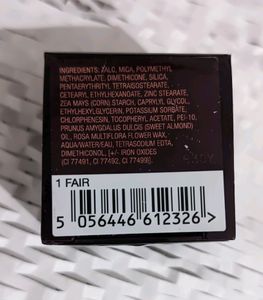 INGREDIENTS: TALC, MICA, POLYMETHYL
METHACRYLATE, DIMETHICONE, SILICA,
PENTAERYTHRITYL TETRAISOSTEARATE,
CETEARYL ETHYLHEXANOATE, ZINC STEARATE,
ZEA MAYS (CORN) STARCH, CAPRYLYL GLYCOL,
ETHYLHEXYLGLYCERIN, POTASSIUM SORBATE,
CHLORPHENESIN, TOCOPHERYL ACETATE, PEI-10,
PRUNUS AMYGDALUS DULCIS (SWEET ALMOND)
OIL, ROSA MULTIFLORA FLOWER WAX,
AQUA/WATER/EAU, TETRASODIUM EDTA,
DIMETHICONOL, [+/- IRON OXIDES
(CI 77491, CI 77492, CI 77499)].
1 FAIR
5 056446 612326 >